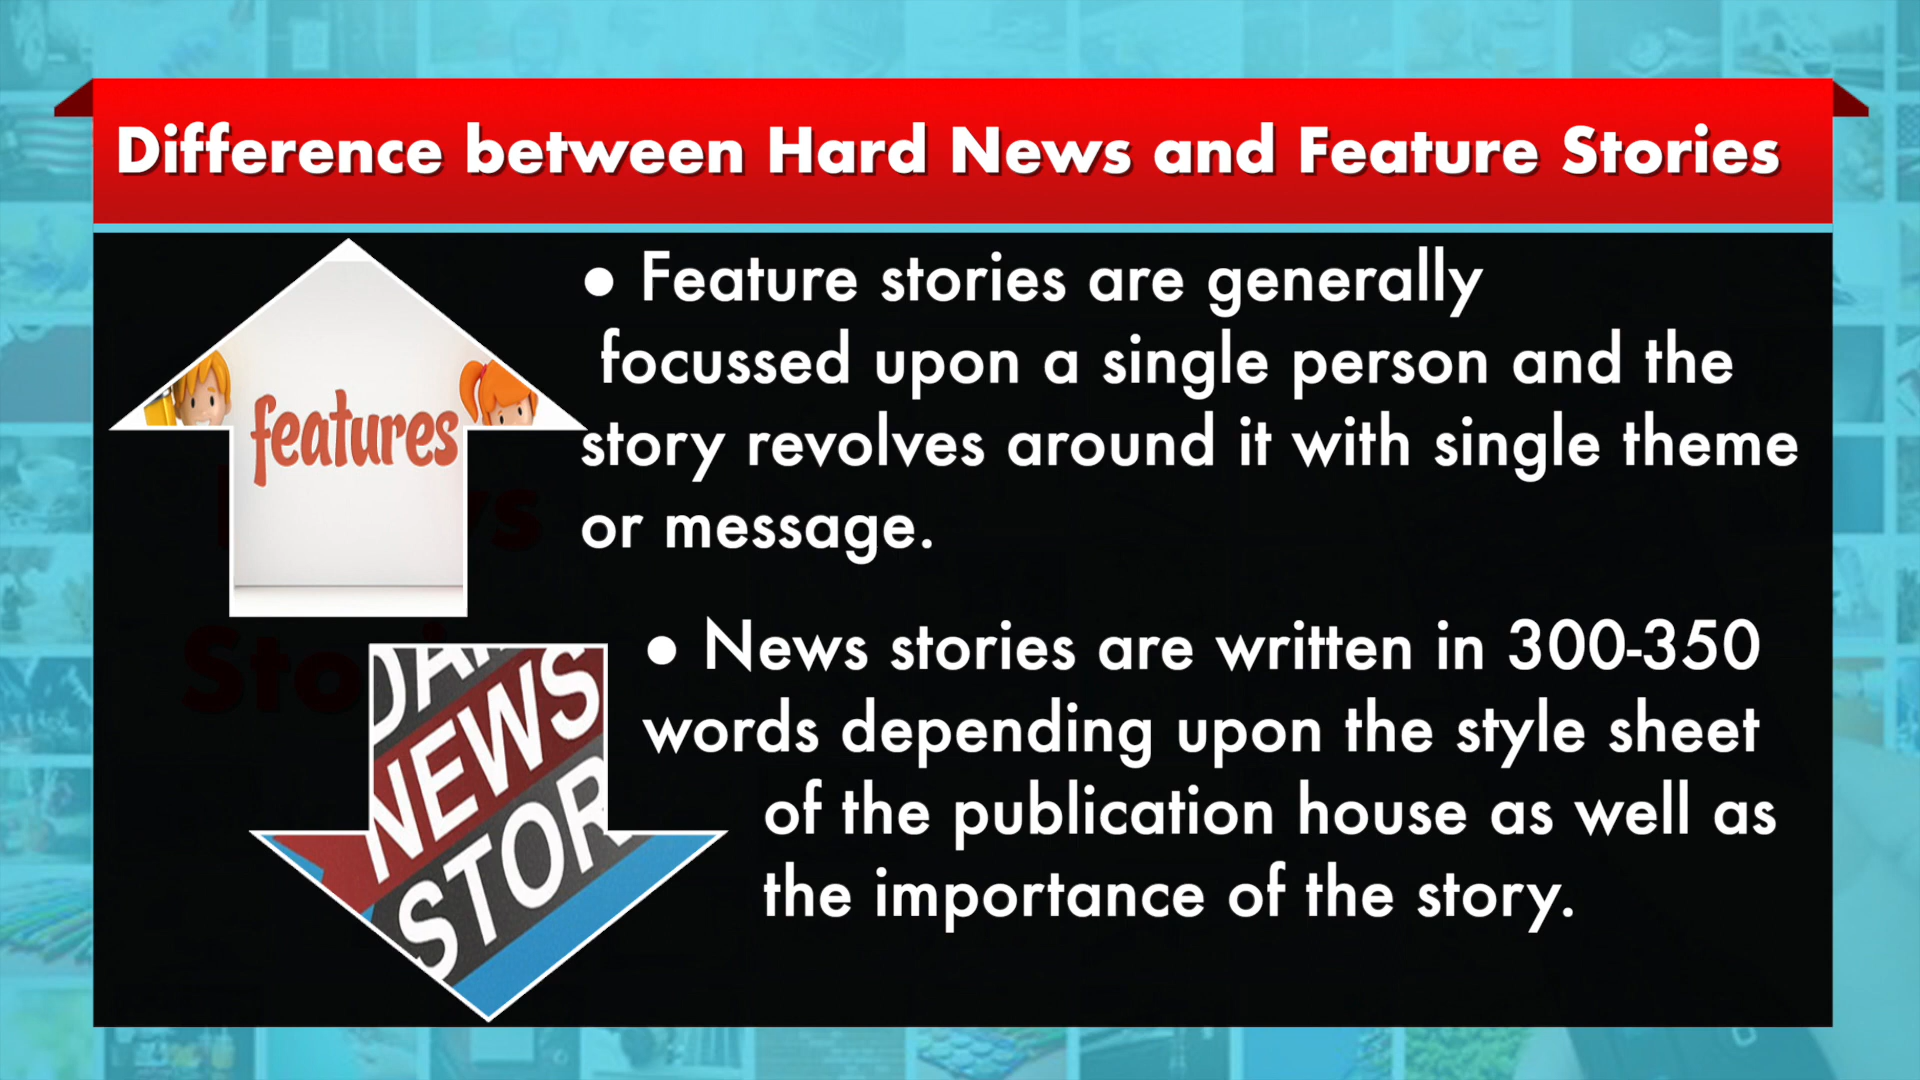 Difference between Hard News and Feature Stories
features
● Feature stories are generally
focussed upon a single person and the
story revolves around it with single theme
or message.
NEWS
STOR
● News stories are written in 300-350
words depending upon the style sheet
of the publication house as well as
the importance of the story.